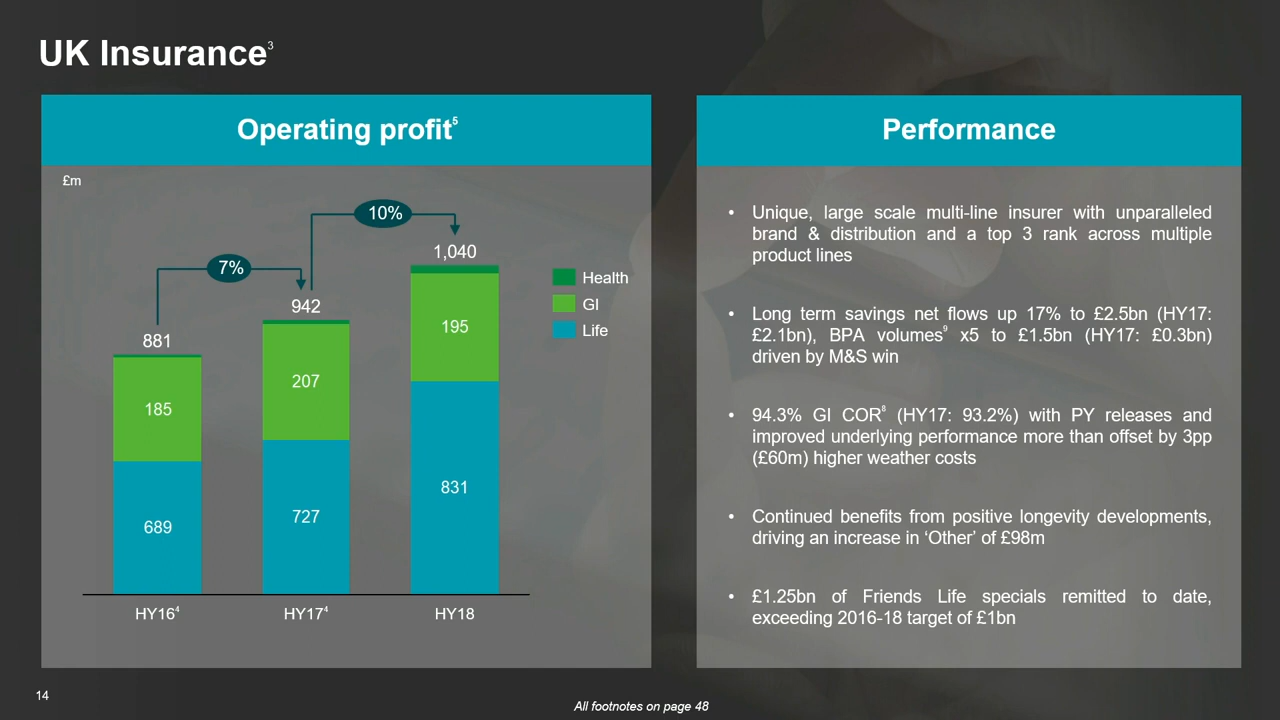 UK Insurance3
Operating profit5
£m
10%
7%
1,040
942
881
Health
GI
Life
195
207
185
831
727
689
HY164
HY174
HY18
Performance
• Unique, large scale multi-line insurer with unparalleled
brand & distribution and a top 3 rank across multiple
product lines
• Long term savings net flows up 17% to £2.5bn (HY17:
£2.1bn), BPA volumes9 x5 to £1.5bn (HY17: £0.3bn)
driven by M&S win
• 94.3% GI COR8 (HY17: 93.2%) with PY releases and
improved underlying performance more than offset by 3pp
(£60m) higher weather costs
• Continued benefits from positive longevity developments,
driving an increase in ‘Other’ of £98m
• £1.25bn of Friends Life specials remitted to date,
exceeding 2016-18 target of £1bn
14
All footnotes on page 48